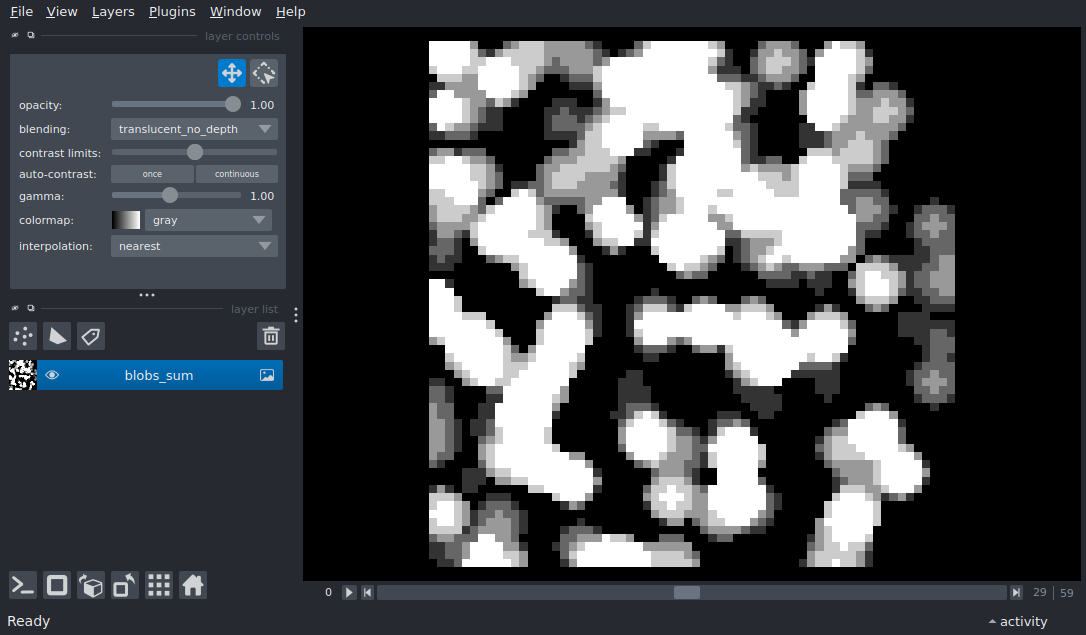 File View Layers Plugins Window Help
layer controls
opacity: 1.00
blending: translucent_no_depth
contrast limits:
auto-contrast: once continuous
gamma: 1.00
colormap: gray
interpolation: nearest
layer list
blobs_sum
0 29 | 59
Ready activity